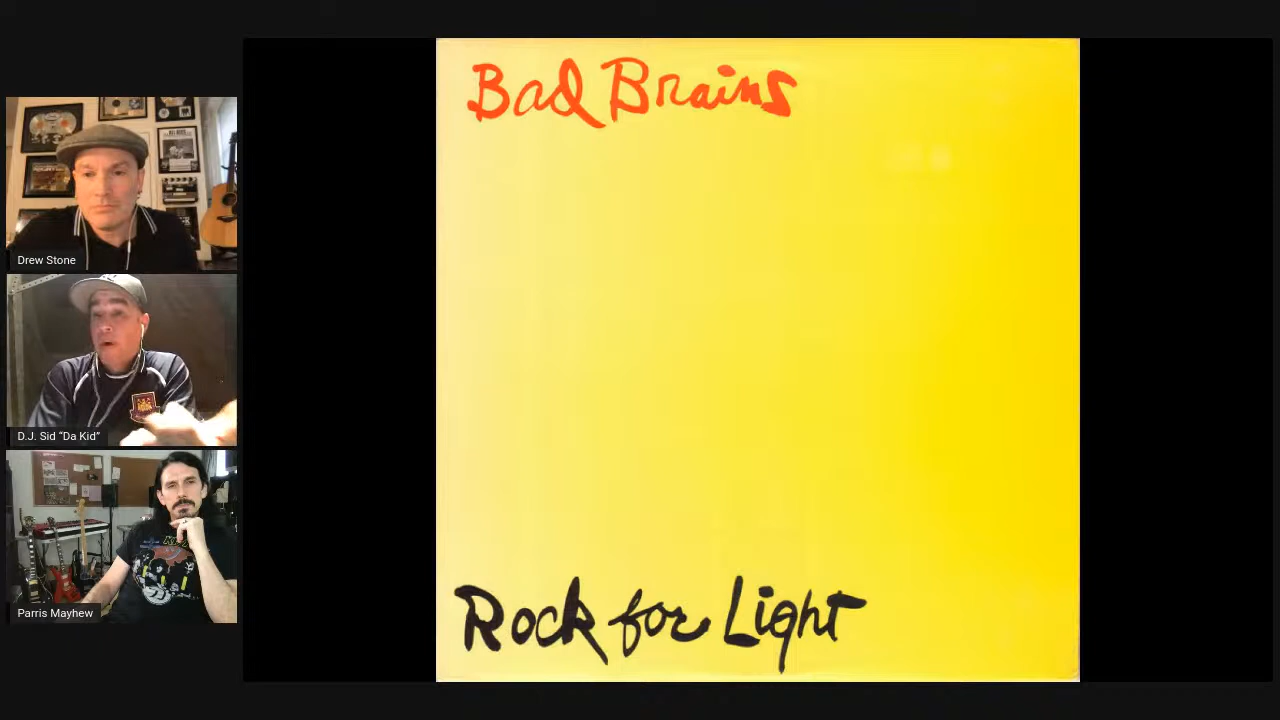 Bad Brains
Drew Stone
D.J. Sid “Da Kid”
Rock for Light
Parris Mayhew